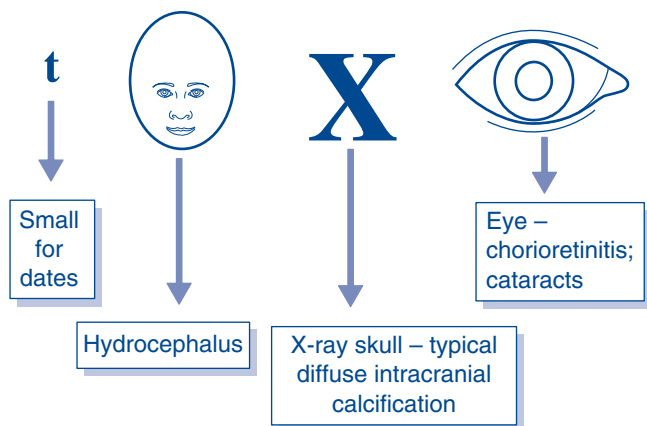 t
X
Small
for
dates
Eye –
chorioretinitis;
cataracts
Hydrocephalus
X-ray skull – typical
diffuse intracranial
calcification